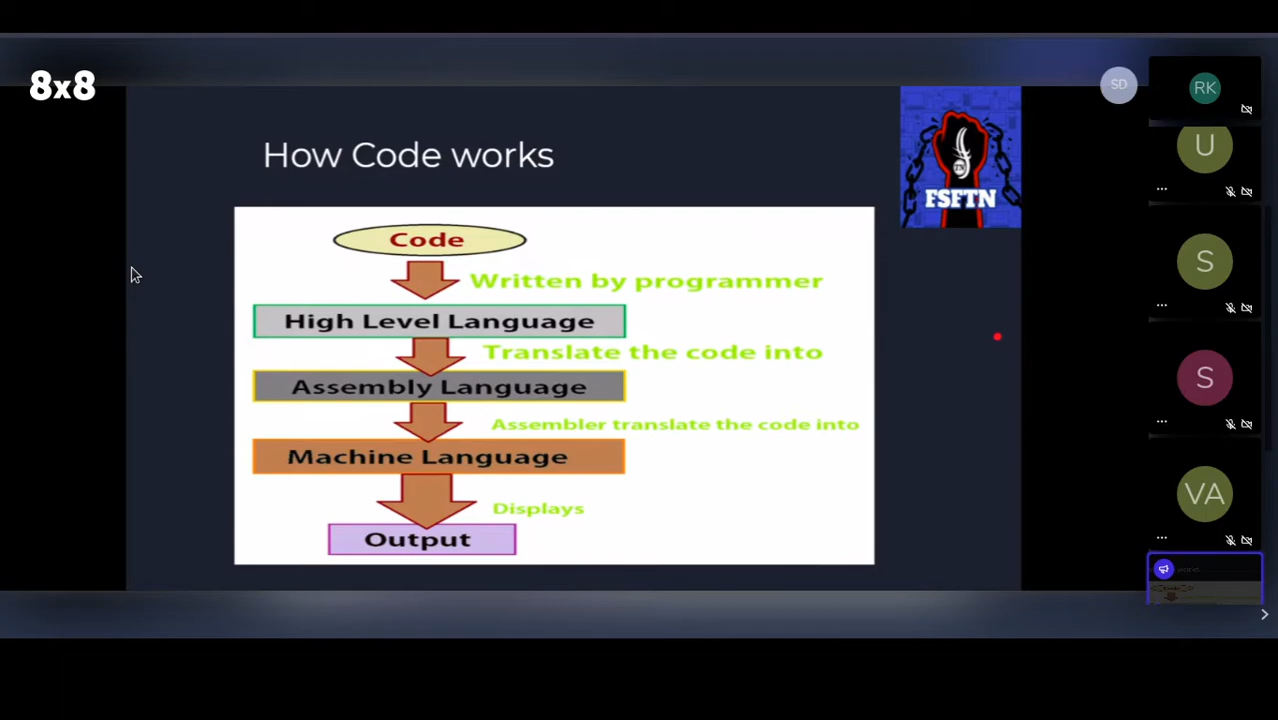 8x8
SD
RK
How Code works
U
FSFTN
Code
Written by programmer
S
High Level Language
Translate the code into
Assembly Language
S
Assembler translate the code into
Machine Language
VA
Displays
Output